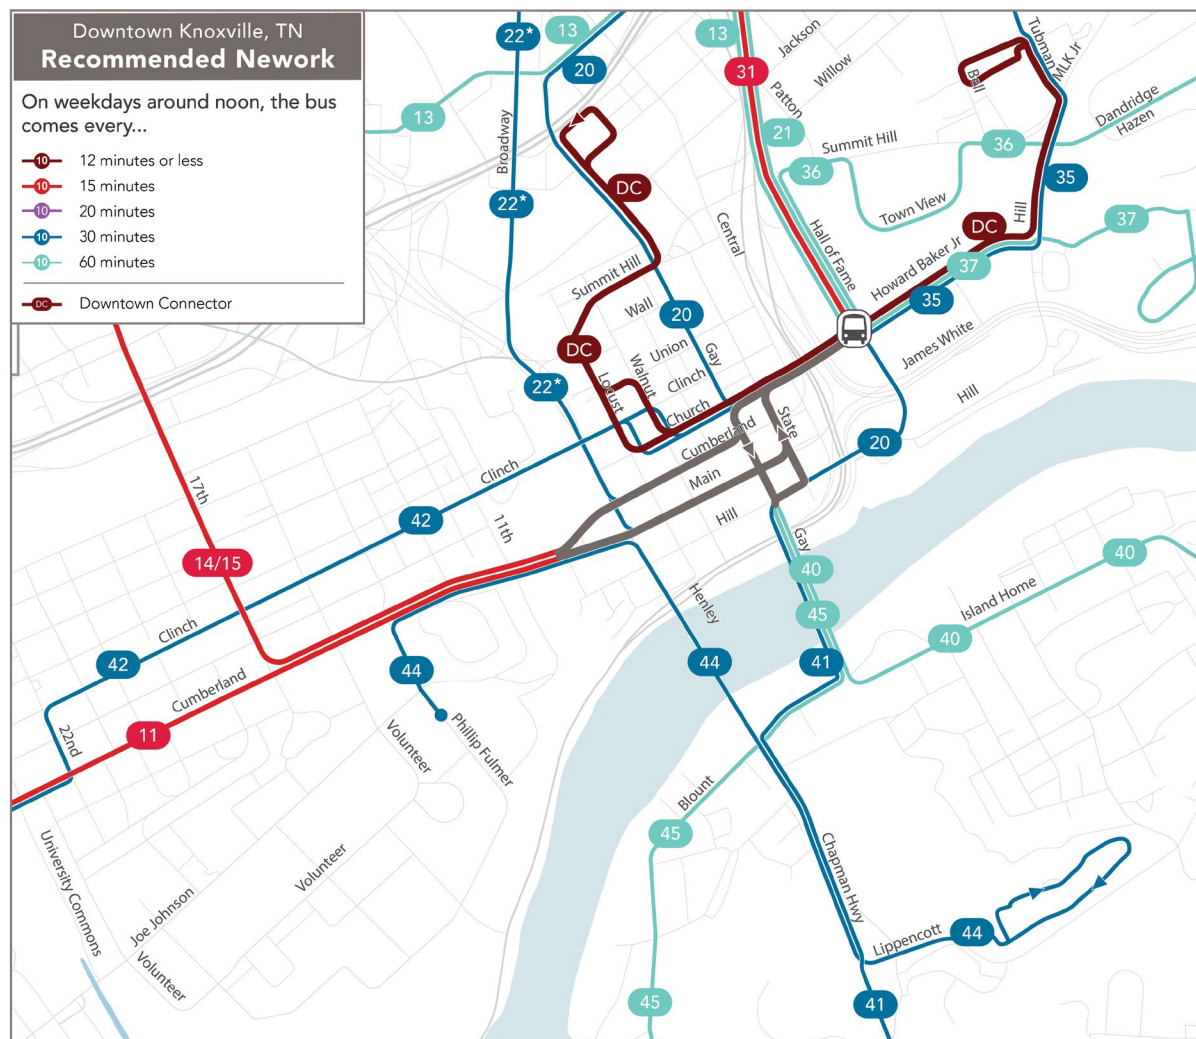 Downtown Knoxville, TN
Recommended Nework
On weekdays around noon, the bus
comes every...
10 12 minutes or less
10 15 minutes
10 20 minutes
10 30 minutes
10 60 minutes
DC Downtown Connector
22*
13
20
13
31
Jackson
Willow
Patton
Tubman
MLK Jr
Bell
Dandridge
Hazen
13
Broadway
21
Summit Hill
36
36
35
DC
22*
Town View
Hill
Central
Hall of Fame
DC
37
Howard Baker Jr
37
35
Summit Hill
Wall
20
Union
Gay
James White
DC
Walnut
Clinch
Locust
22*
Church
Hill
State
Cumberland
20
Clinch
Main
17th
42
11th
Hill
Gay
14/15
40
40
Henley
Island Home
45
Clinch
40
42
44
44
41
Cumberland
22nd
11
Volunteer
Phillip Fulmer
Blount
45
University Commons
Volunteer
Chapman Hwy
Joe Johnson
Lippencott
44
Volunteer
45
41